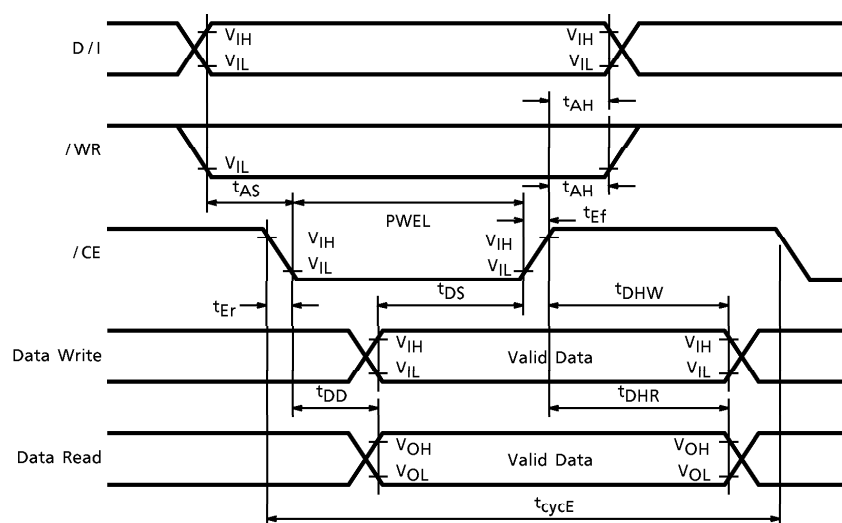 D/I VIH VIH
VIL VIL
tAH
/WR VIL
tAS tAH
PWEL tEf
/CE VIH VIH
VIL VIL
tEr tDS tDHW
Data Write VIH Valid Data VIH
VIL VIL
tDD tDHR
Data Read VOH Valid Data VOH
VOL VOL
tcycE